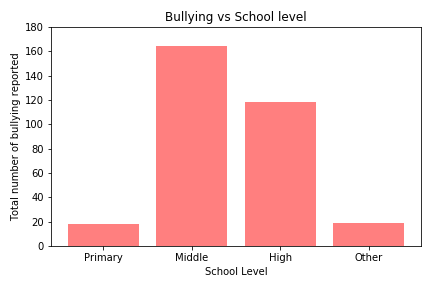 Bullying vs School level
Total number of bullying reported
180
160
140
120
100
80
60
40
20
0
Primary Middle High Other
School Level